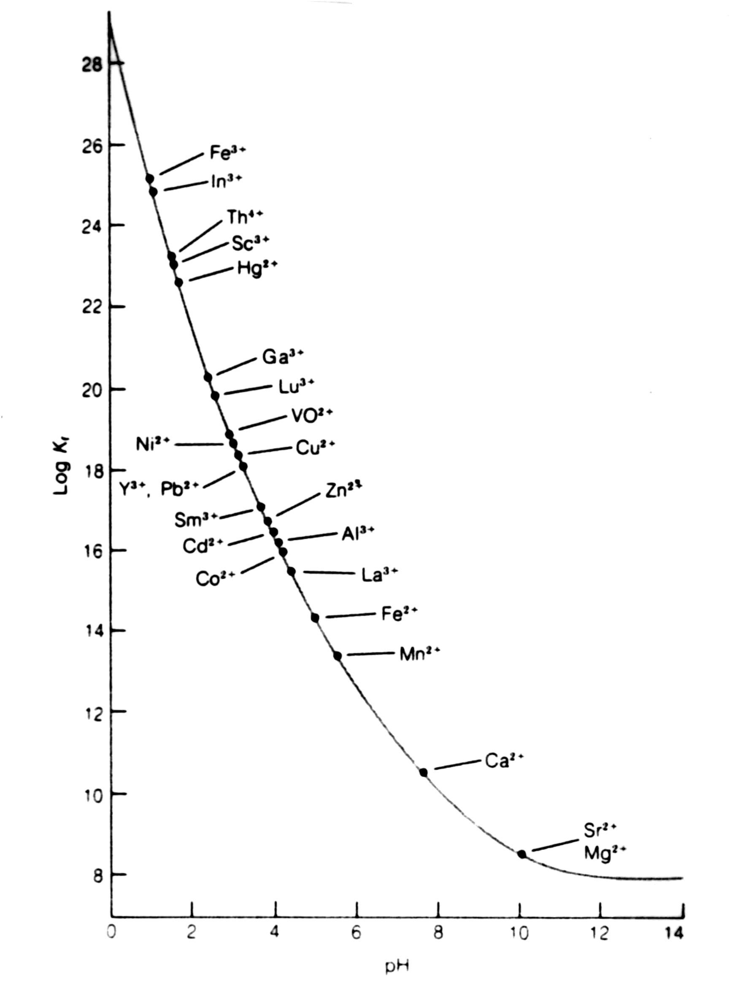 28
26
Fe³⁺
In³⁺
24
Th⁴⁺
Sc³⁺
Hg²⁺
22
Ga³⁺
20
Lu³⁺
VO²⁺
Ni²⁺
Cu²⁺
Log K_f
18
Y³⁺, Pb²⁺
Zn²⁺
Sm³⁺
Al³⁺
Cd²⁺
16
Co²⁺
La³⁺
Fe²⁺
14
Mn²⁺
12
Ca²⁺
10
Sr²⁺
Mg²⁺
8
0 2 4 6 8 10 12 14
pH